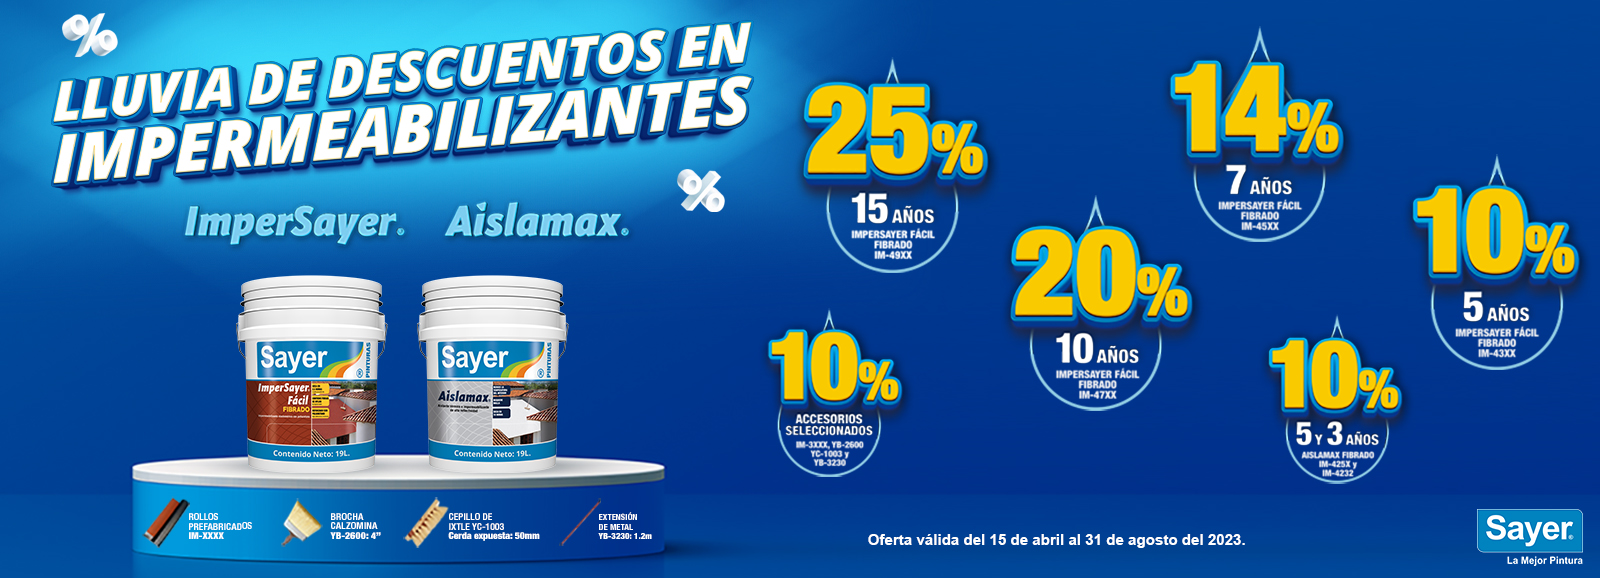 LLUVIA DE DESCUENTOS EN
IMPERMEABILIZANTES
ImperSayer®
Aislamax®
Sayer
PINTURAS
ImperSayer
Fácil
FIBRADO
Contenido Neto: 19L.
Sayer
PINTURAS
Aislamax
Contenido Neto: 19L.
ROLLOS
PREFABRICADOS
IM-XXXX
BROCHA
CALZOMINA
YB-2600: 4"
CEPILLO DE
IXTLE YC-1003
Cerda expuesta: 50mm
EXTENSIÓN
DE METAL
YB-3230: 1.2m
25%
15 AÑOS
IMPERSAYER FÁCIL
FIBRADO
IM-49XX
14%
7 AÑOS
IMPERSAYER FÁCIL
FIBRADO
IM-45XX
10%
5 AÑOS
IMPERSAYER FÁCIL
FIBRADO
IM-43XX
20%
10 AÑOS
IMPERSAYER FÁCIL
FIBRADO
IM-47XX
10%
ACCESORIOS
SELECCIONADOS
IM-3XXX, YB-2600
YC-1003 y
YB-3230
10%
5 Y 3 AÑOS
AISLAMAX FIBRADO
IM-425X y
IM-4232
Oferta válida del 15 de abril al 31 de agosto del 2023.
Sayer®
La Mejor Pintura